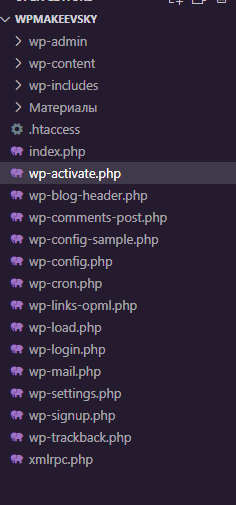 WPMAKEEVSKY
wp-admin
wp-content
wp-includes
Материалы
.htaccess
index.php
wp-activate.php
wp-blog-header.php
wp-comments-post.php
wp-config-sample.php
wp-config.php
wp-cron.php
wp-links-opml.php
wp-load.php
wp-login.php
wp-mail.php
wp-settings.php
wp-signup.php
wp-trackback.php
xmlrpc.php